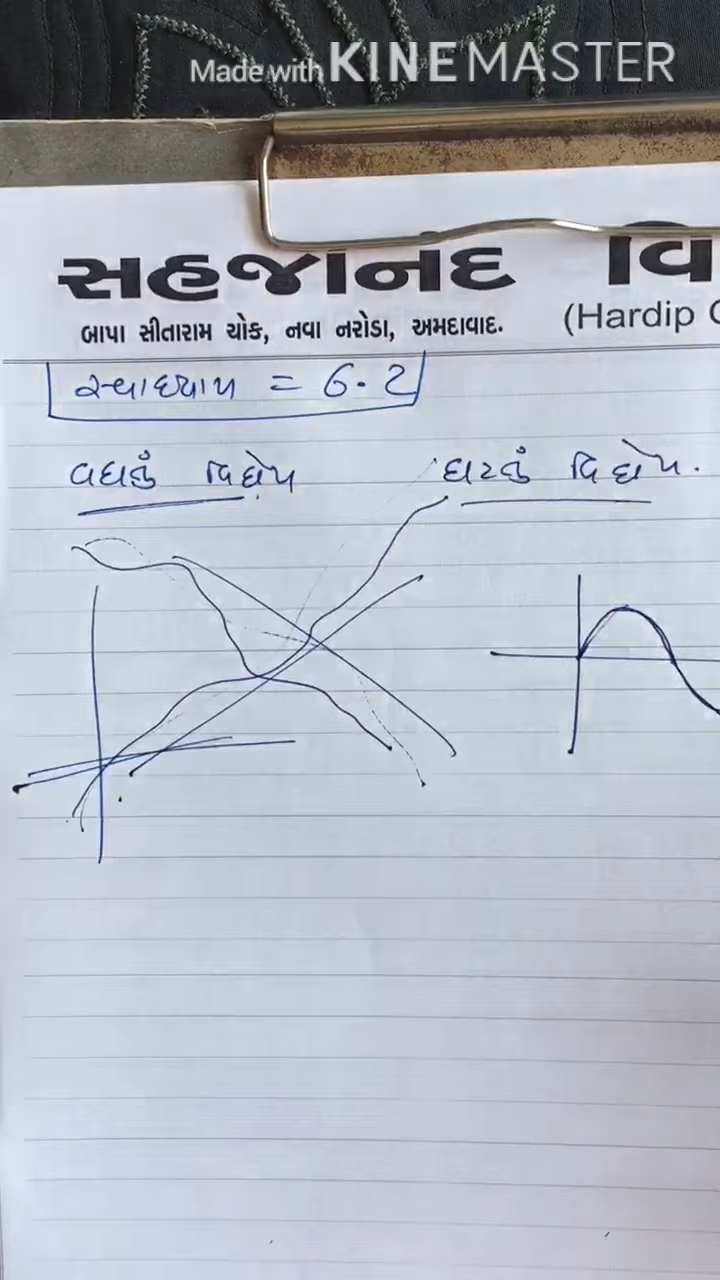 Made with KINEMASTER
સહજાનંદ વિ
બાપા સીતારામ ચોક, નવા નરોડા, અમદાવાદ. (Hardip
સ્વાધ્યાય = 6.2
વધતું વિધેય ઘટતું વિધેય.